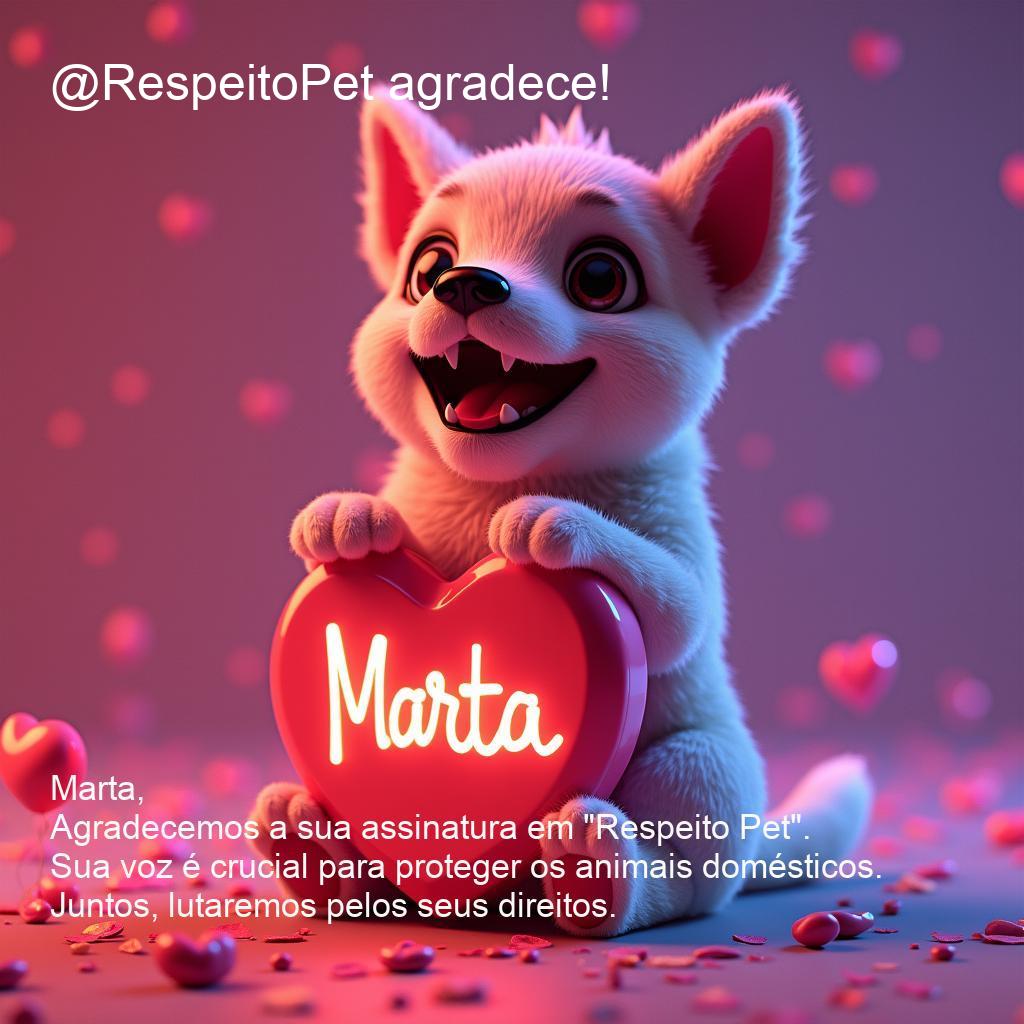 @RespeitoPet agradece!
Marta
Marta,
Agradecemos a sua assinatura em "Respeito Pet".
Sua voz é crucial para proteger os animais domésticos.
Juntos, lutaremos pelos seus direitos.